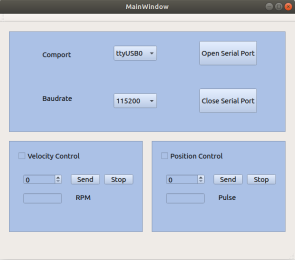 MainWindow
Comport ttyUSB0 Open Serial Port
Baudrate 115200 Close Serial Port
Velocity Control
0 Send Stop
RPM
Position Control
0 Send Stop
Pulse